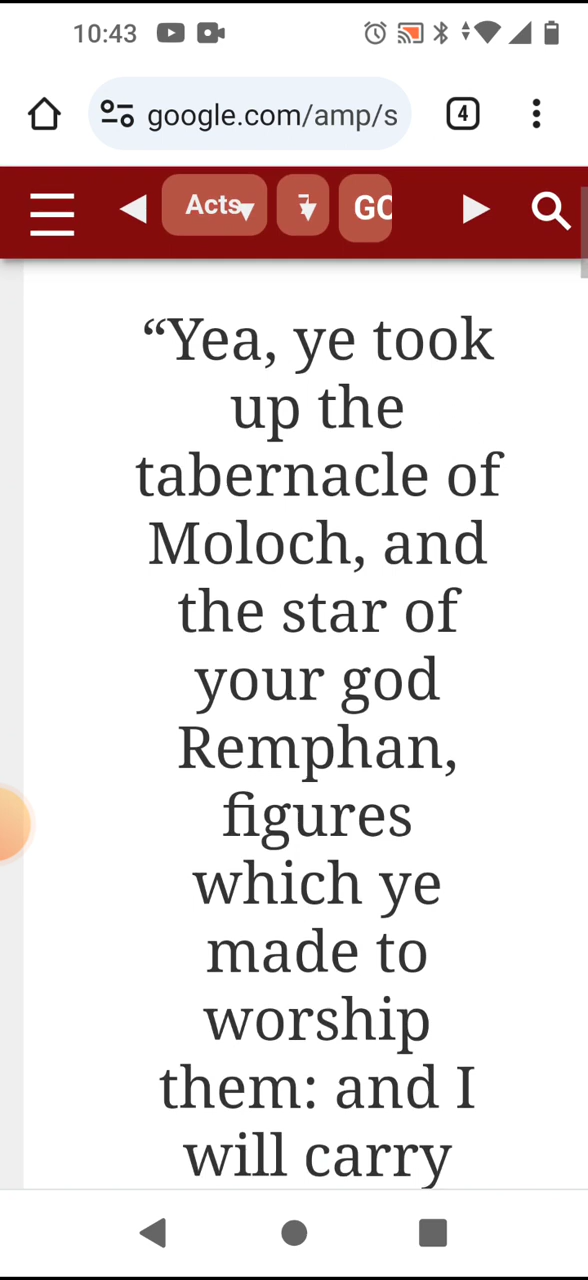 10:43
google.com/amp/s
4
Acts
“Yea, ye took
up the
tabernacle of
Moloch, and
the star of
your god
Remphan,
figures
which ye
made to
worship
them: and I
will carry